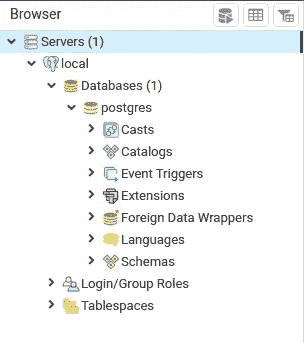 Browser
Servers (1)
local
Databases (1)
postgres
Casts
Catalogs
Event Triggers
Extensions
Foreign Data Wrappers
Languages
Schemas
Login/Group Roles
Tablespaces